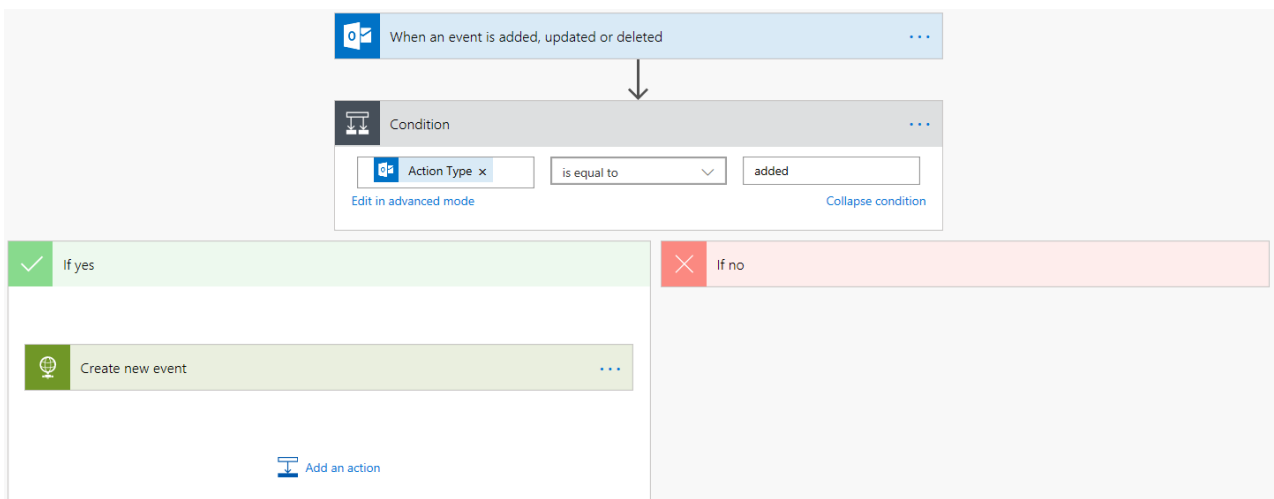 When an event is added, updated or deleted
Condition
Action Type × is equal to added
Edit in advanced mode Collapse condition
If yes If no
Create new event
Add an action